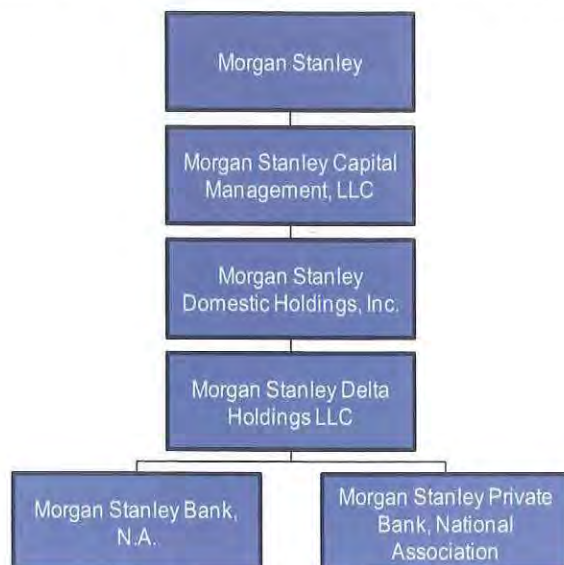 Morgan Stanley
Morgan Stanley Capital
Management, LLC
Morgan Stanley
Domestic Holdings, Inc.
Morgan Stanley Delta
Holdings LLC
Morgan Stanley Bank,
N.A.
Morgan Stanley Private
Bank, National
Association